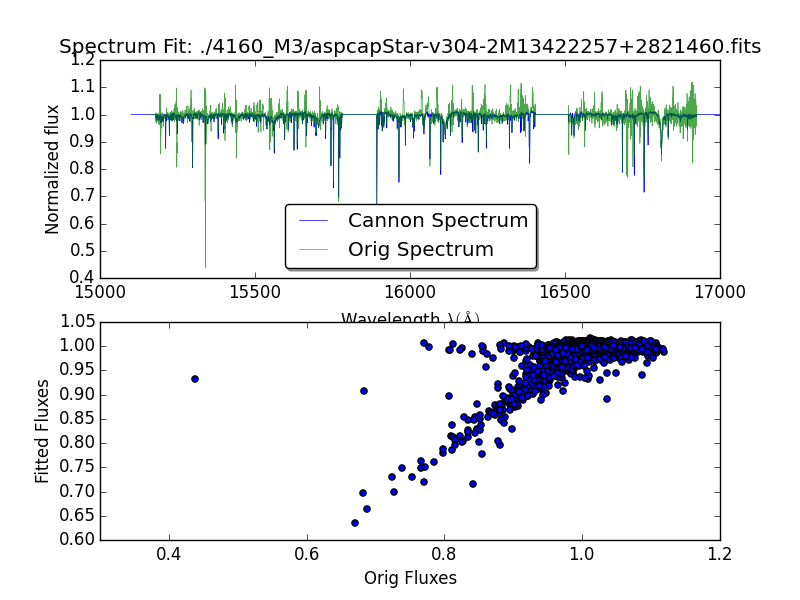 Spectrum Fit: ./4160_M3/aspcapStar-v304-2M13422257+2821460.fits
1.2
1.1
1.0
0.9
0.8
0.7
0.6
0.5
0.4
Normalized flux
Cannon Spectrum
Orig Spectrum
15000 15500 16000 16500 17000
Wavelength λ(Å)
1.05
1.00
0.95
0.90
0.85
0.80
0.75
0.70
0.65
0.60
Fitted Fluxes
0.4 0.6 0.8 1.0 1.2
Orig Fluxes